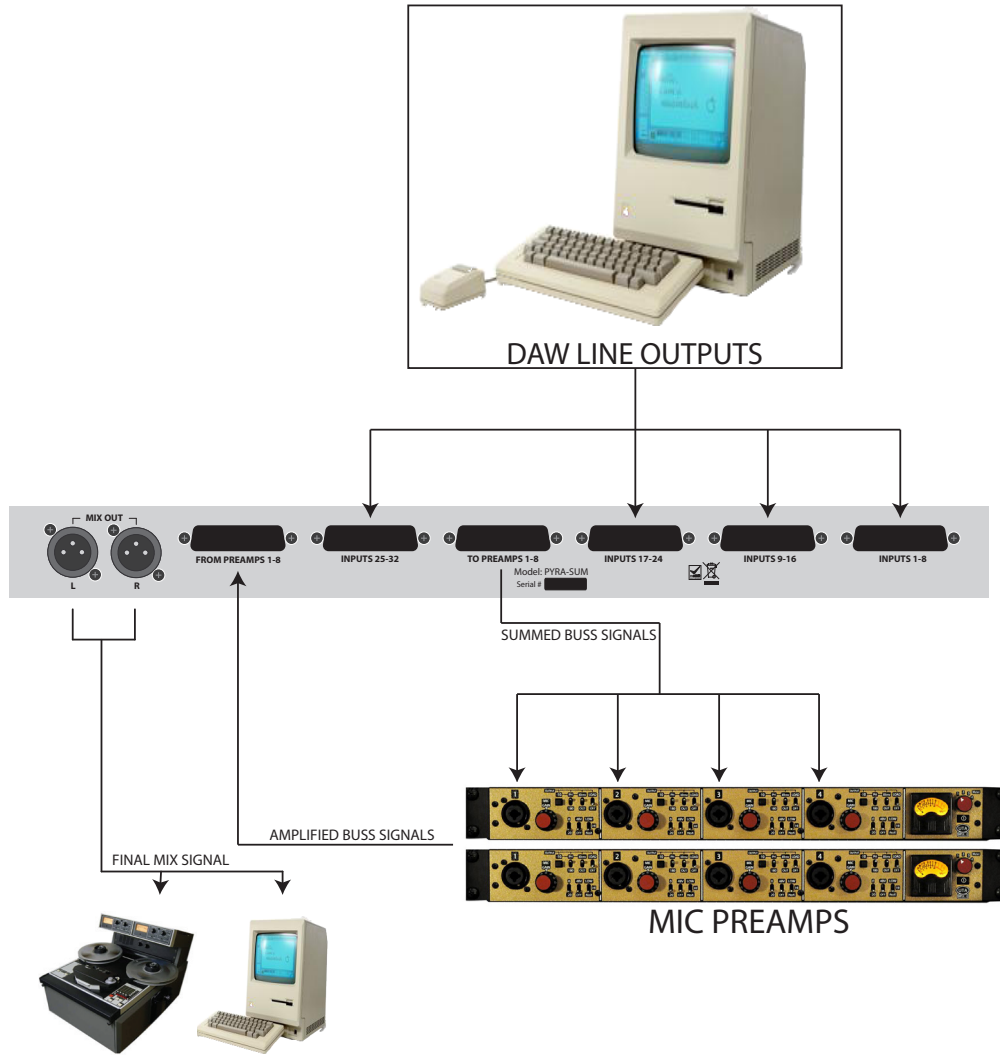 DAW LINE OUTPUTS
MIX OUT
L
R
FROM PREAMPS 1-8
INPUTS 25-32
TO PREAMPS 1-8
INPUTS 17-24
INPUTS 9-16
INPUTS 1-8
Model: PYRA-SUM
Serial #
SUMMED BUSS SIGNALS
1
2
3
4
AMPLIFIED BUSS SIGNALS
1
2
3
4
FINAL MIX SIGNAL
MIC PREAMPS